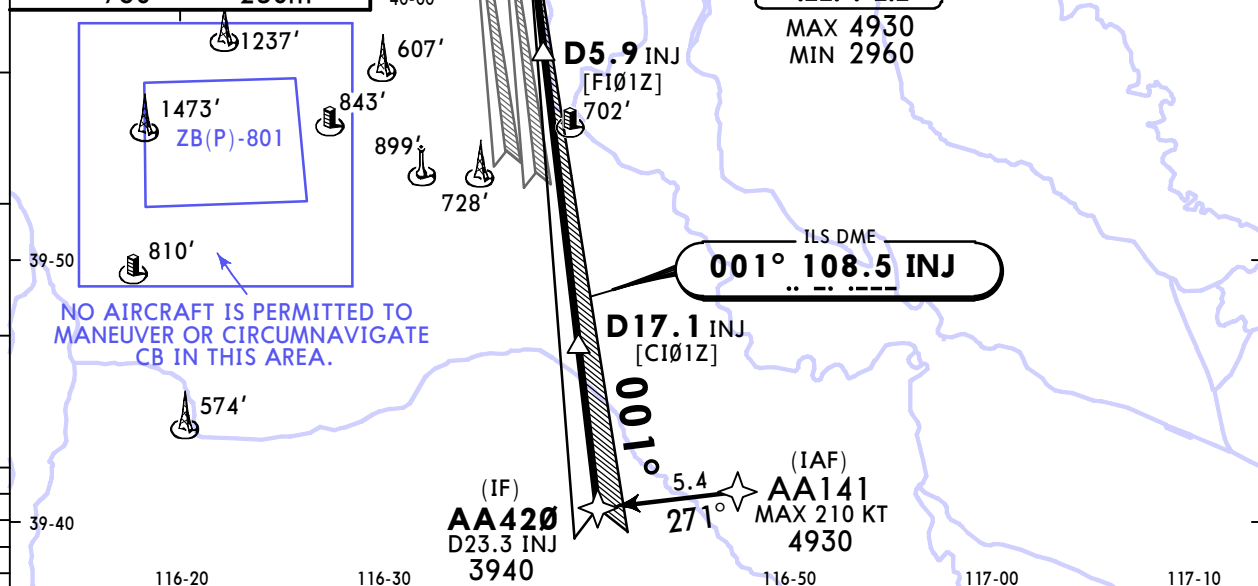 1237'
607'
MAX 4930
MIN 2960
D5.9 INJ
[FIØ1Z]
702'
1473'
843'
ZB(P)-801
899'
728'
810'
39-50
ILS DME
001° 108.5 INJ
NO AIRCRAFT IS PERMITTED TO
MANEUVER OR CIRCUMNAVIGATE
CB IN THIS AREA.
D17.1 INJ
[CIØ1Z]
001°
574'
(IF)
AA42Ø
D23.3 INJ
3940
5.4
271°
(IAF)
AA141
MAX 210 KT
4930
39-40
116-20
116-30
116-50
117-00
117-10